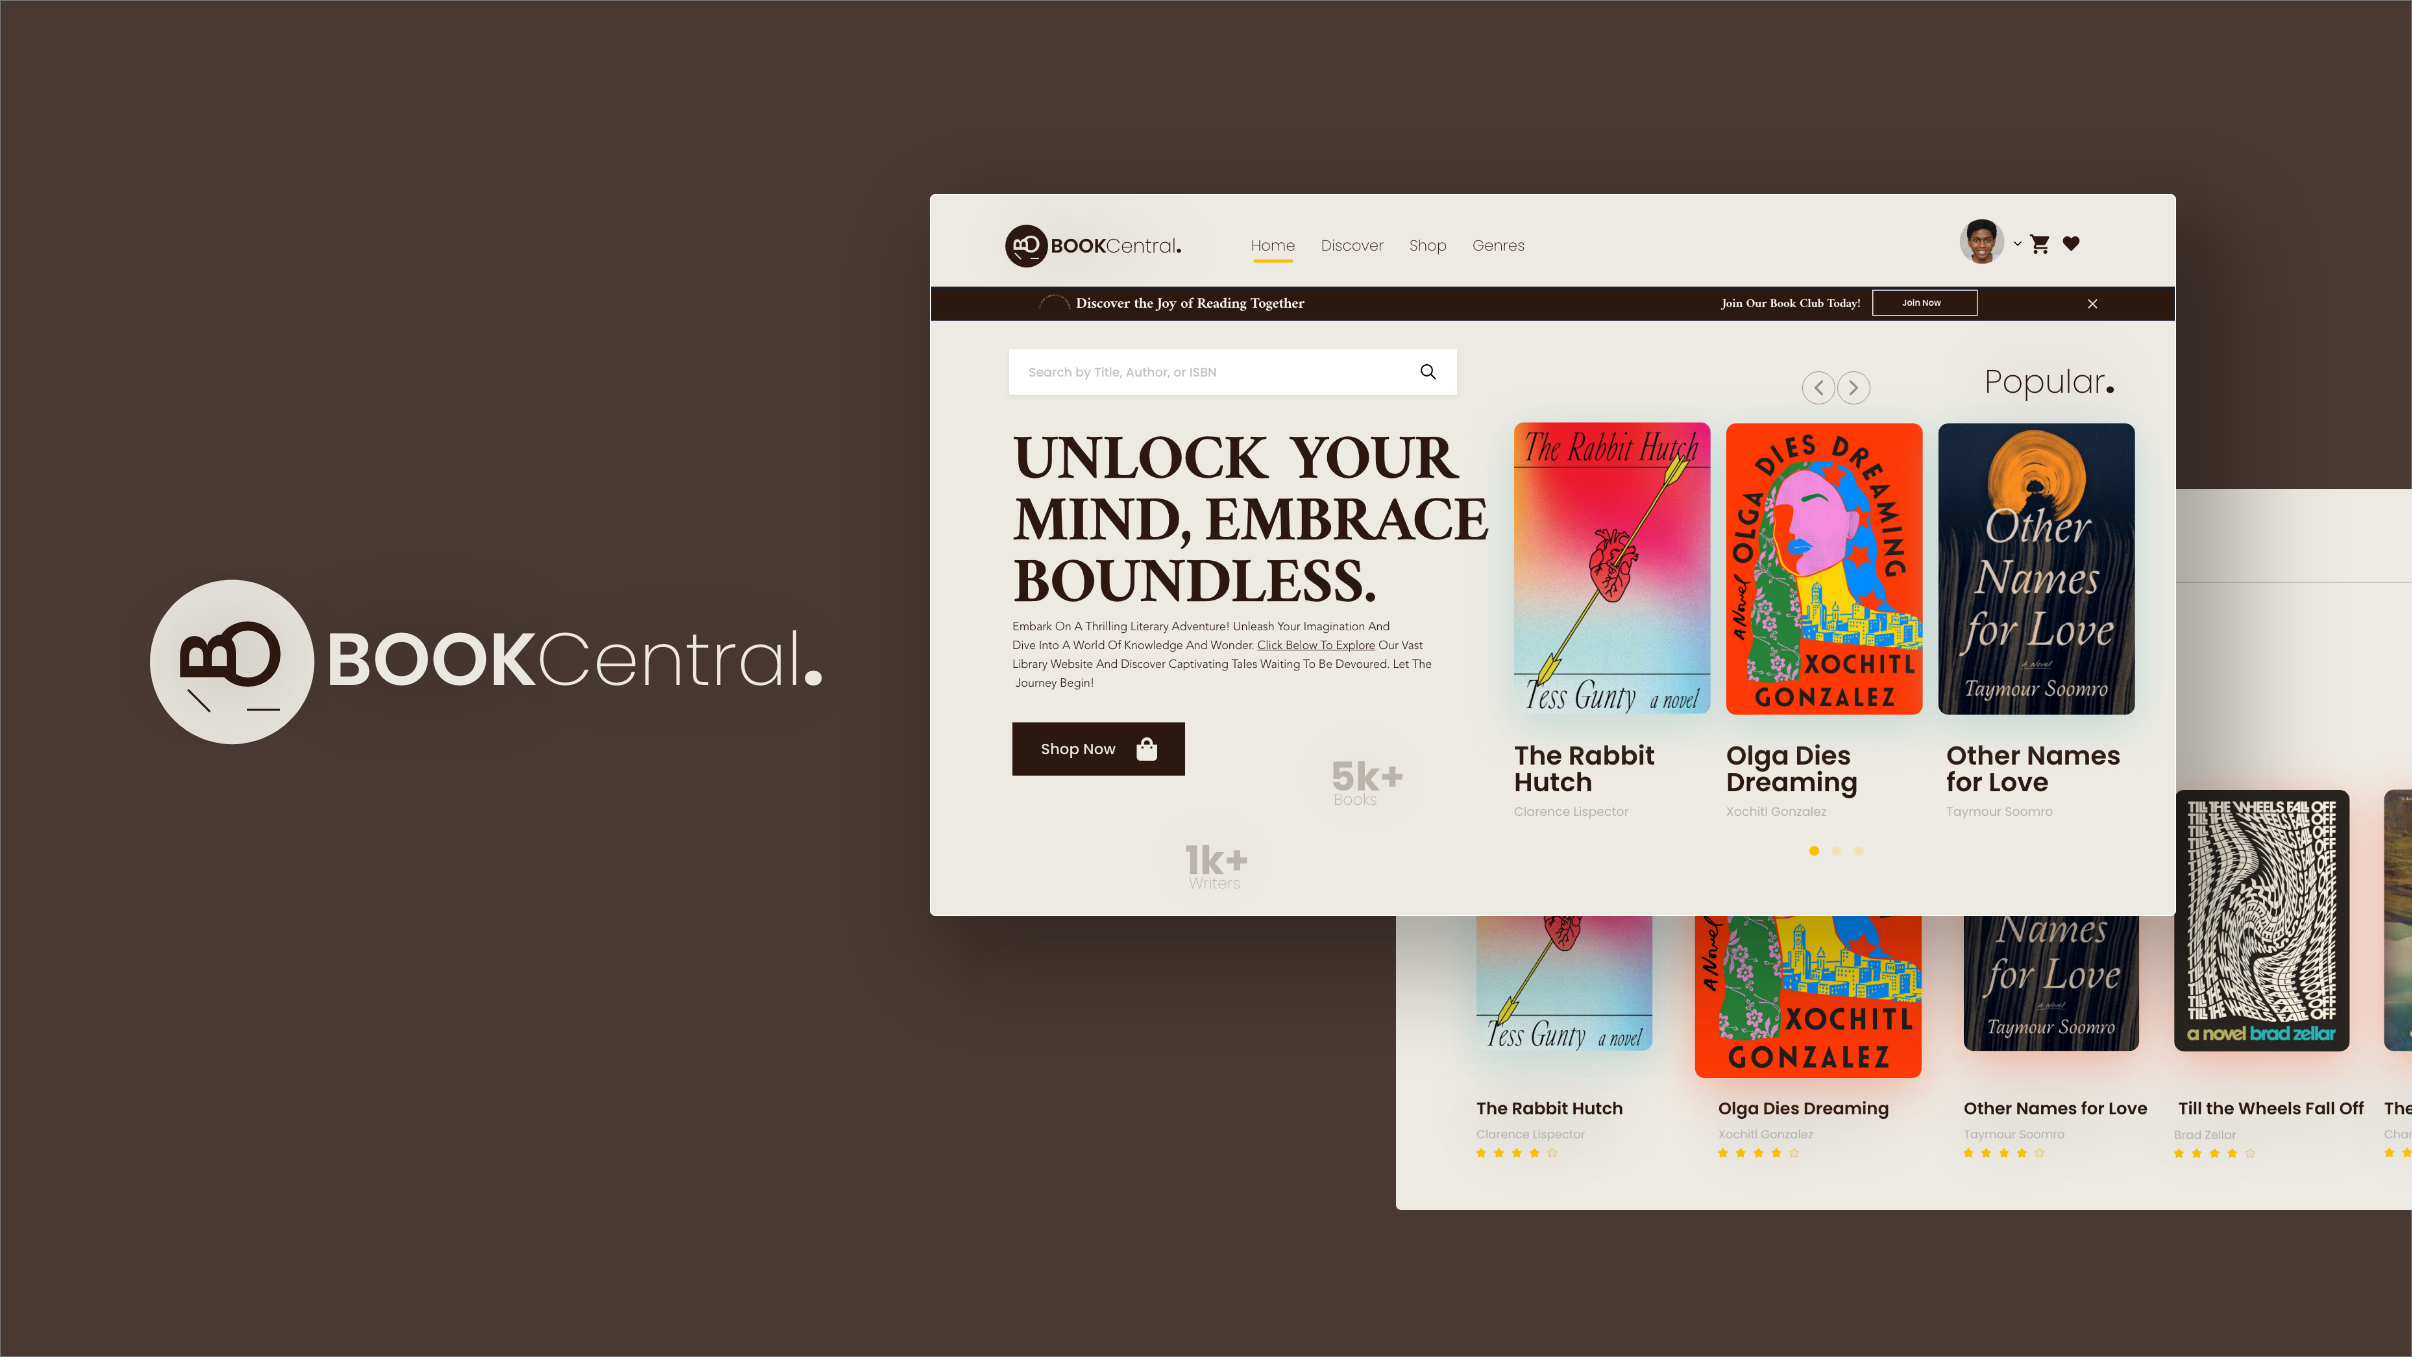 BOOKCentral.
BOOKCentral.
Home Discover Shop Genres
Discover the Joy of Reading Together
Join Our Book Club Today!
Join Now
Search by Title, Author, or ISBN
Popular.
UNLOCK YOUR
MIND, EMBRACE
BOUNDLESS.
Embark On A Thrilling Literary Adventure! Unleash Your Imagination And
Dive Into A World Of Knowledge And Wonder. Click Below To Explore Our Vast
Library Website And Discover Captivating Tales Waiting To Be Devoured. Let The
Journey Begin!
Shop Now
5k+
Books
1k+
Writers
The Rabbit Hutch
Tess Gunty a novel
A Novel OLGA DIES DREAMING
XOCHITL
GONZALEZ
Other
Names
for Love
A Novel
Taymour Soomro
The Rabbit
Hutch
Clarence Lispector
Olga Dies
Dreaming
Xochitl Gonzalez
Other Names
for Love
Taymour Soomro
Tess Gunty a novel
A Novel
XOCHITL
GONZALEZ
Names
for Love
A Novel
Taymour Soomro
TILL THE WHEELS FALL OFF
a novel brad zellar
The Rabbit Hutch
Clarence Lispector
Olga Dies Dreaming
Xochitl Gonzalez
Other Names for Love
Taymour Soomro
Till the Wheels Fall Off
Brad Zellar
The
Char